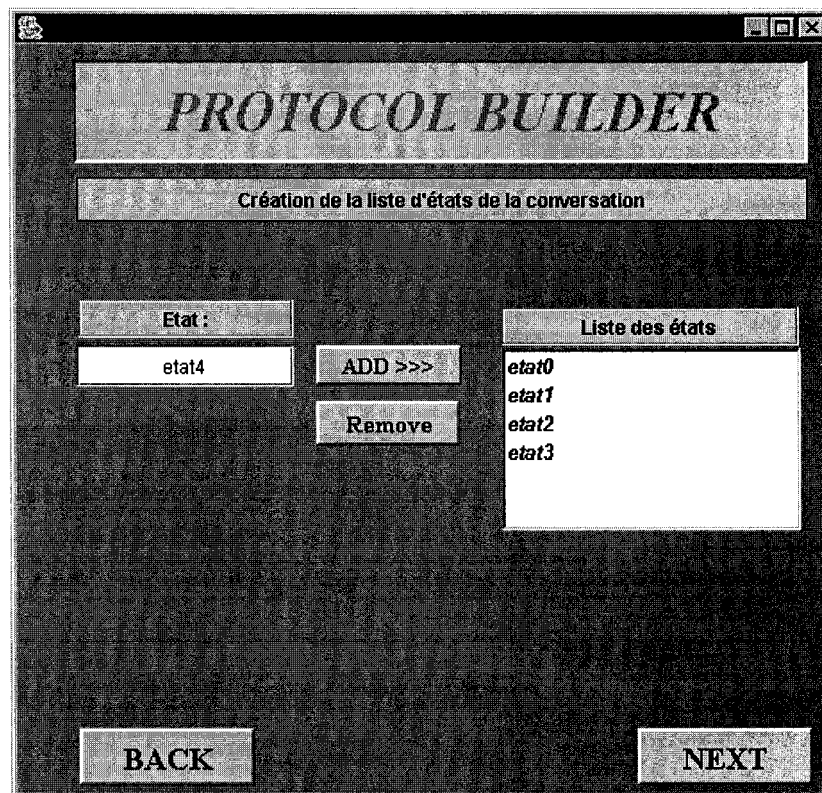 PROTOCOL BUILDER
Création de la liste d'états de la conversation
Etat :
etat4
ADD >>>
Remove
Liste des états
etat0
etat1
etat2
etat3
BACK
NEXT